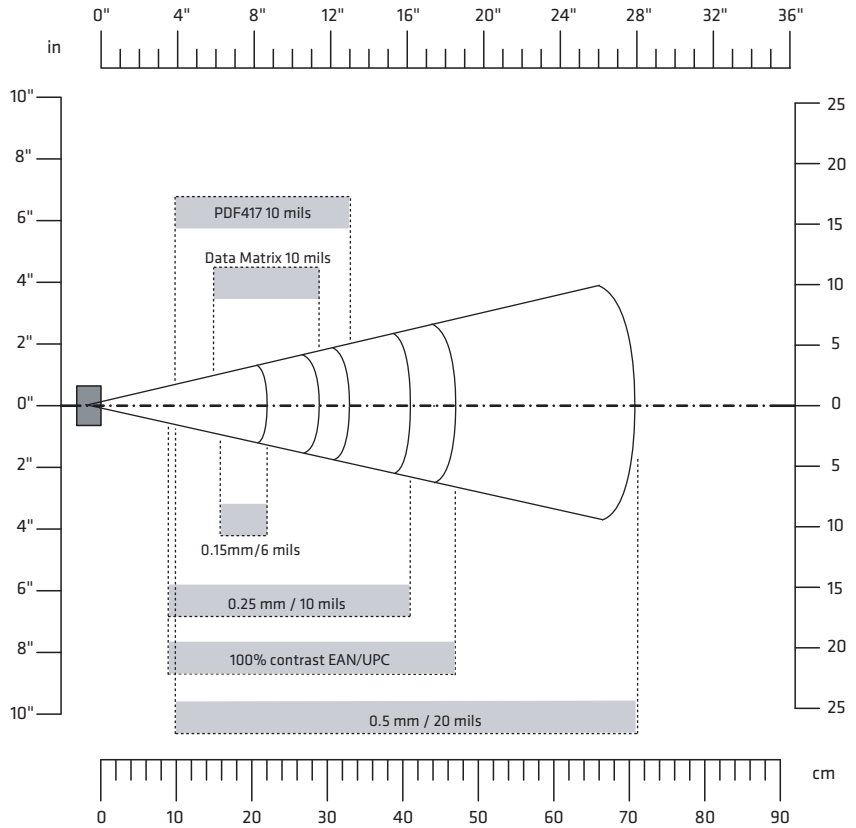 0" 4" 8" 12" 16" 20" 24" 28" 32" 36"
in
10"
8"
6"
4"
2"
0"
2"
4"
6"
8"
10"
25
20
15
10
5
0
5
10
15
20
25
PDF417 10 mils
Data Matrix 10 mils
0.15mm/6 mils
0.25 mm / 10 mils
100% contrast EAN/UPC
0.5 mm / 20 mils
cm
0 10 20 30 40 50 60 70 80 90